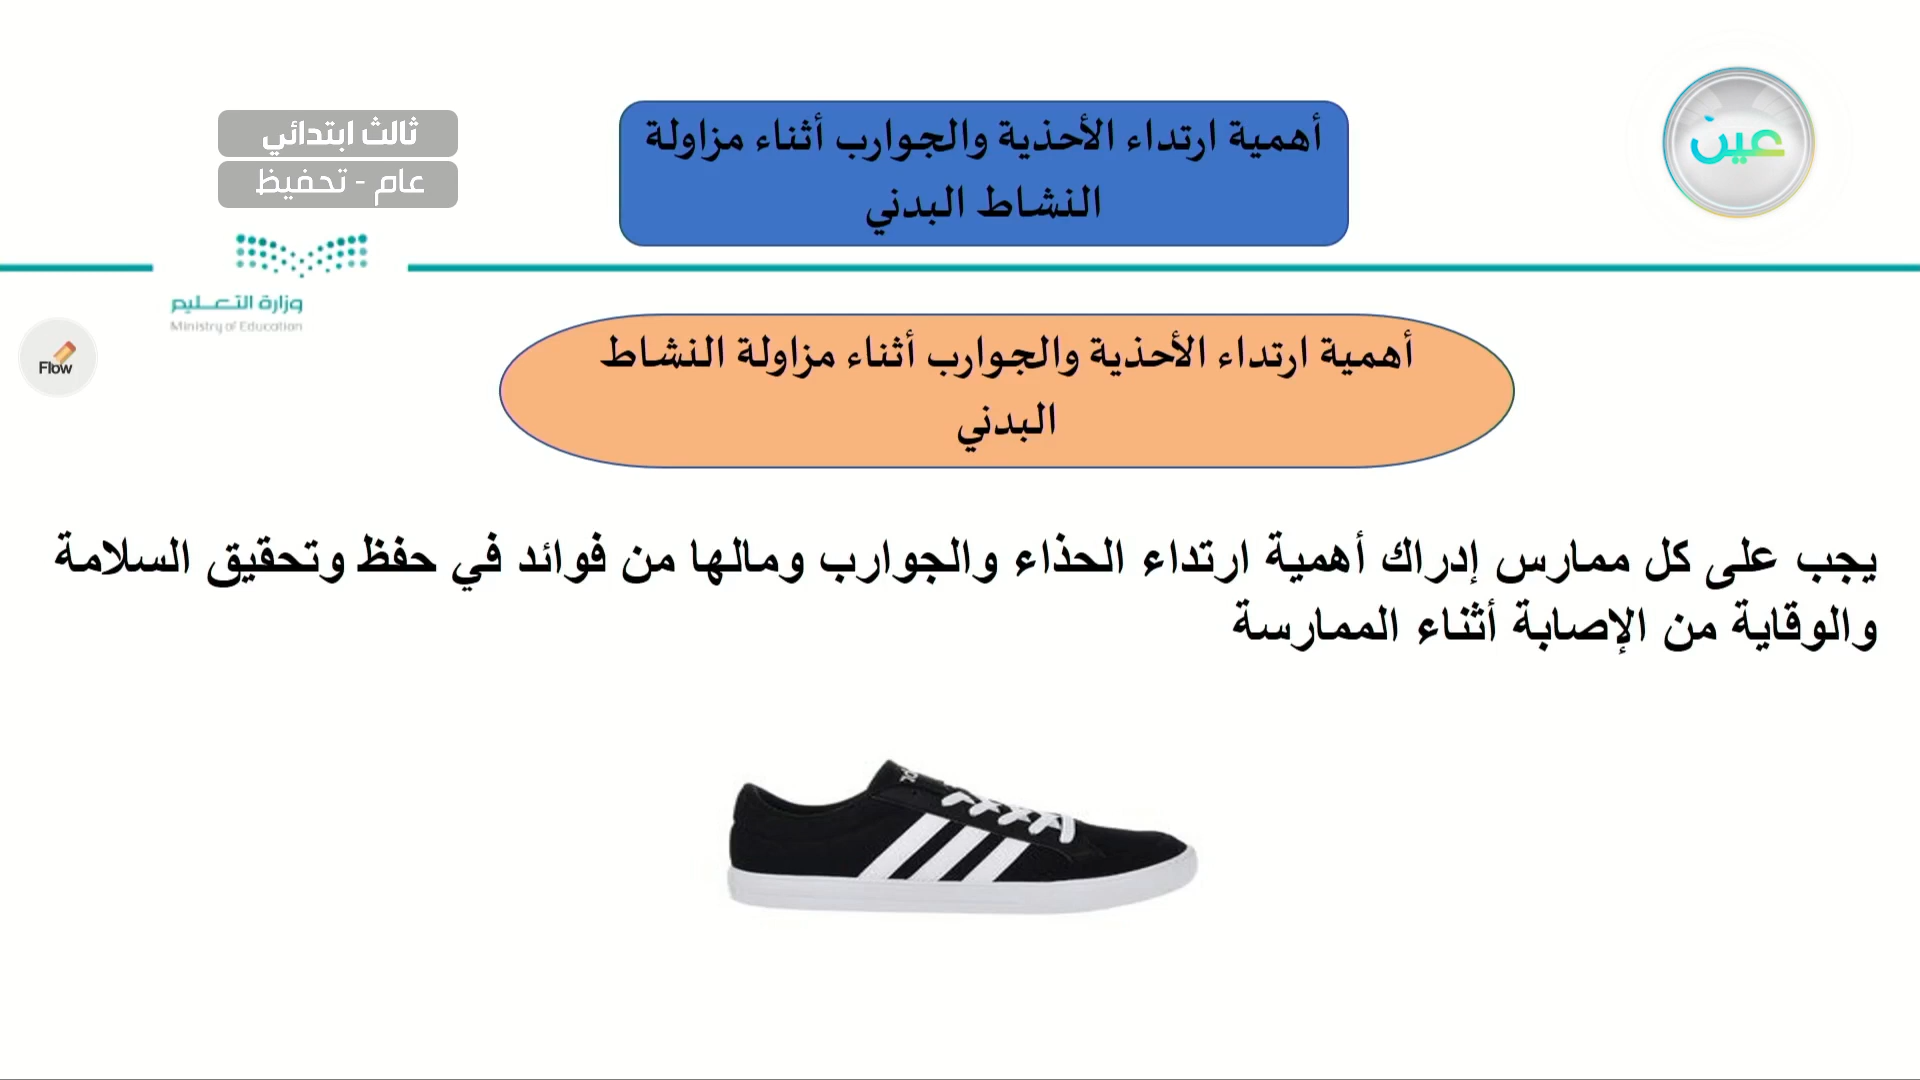 عين
أهمية ارتداء الأحذية والجوارب أثناء مزاولة
النشاط البدني
ثالث ابتدائي
عام - تحفيظ
وزارة التعليم
Ministry of Education
Flow
أهمية ارتداء الأحذية والجوارب أثناء مزاولة النشاط
البدني
يجب على كل ممارس إدراك أهمية ارتداء الحذاء والجوارب ومالها من فوائد في حفظ وتحقيق السلامة
والوقاية من الإصابة أثناء الممارسة